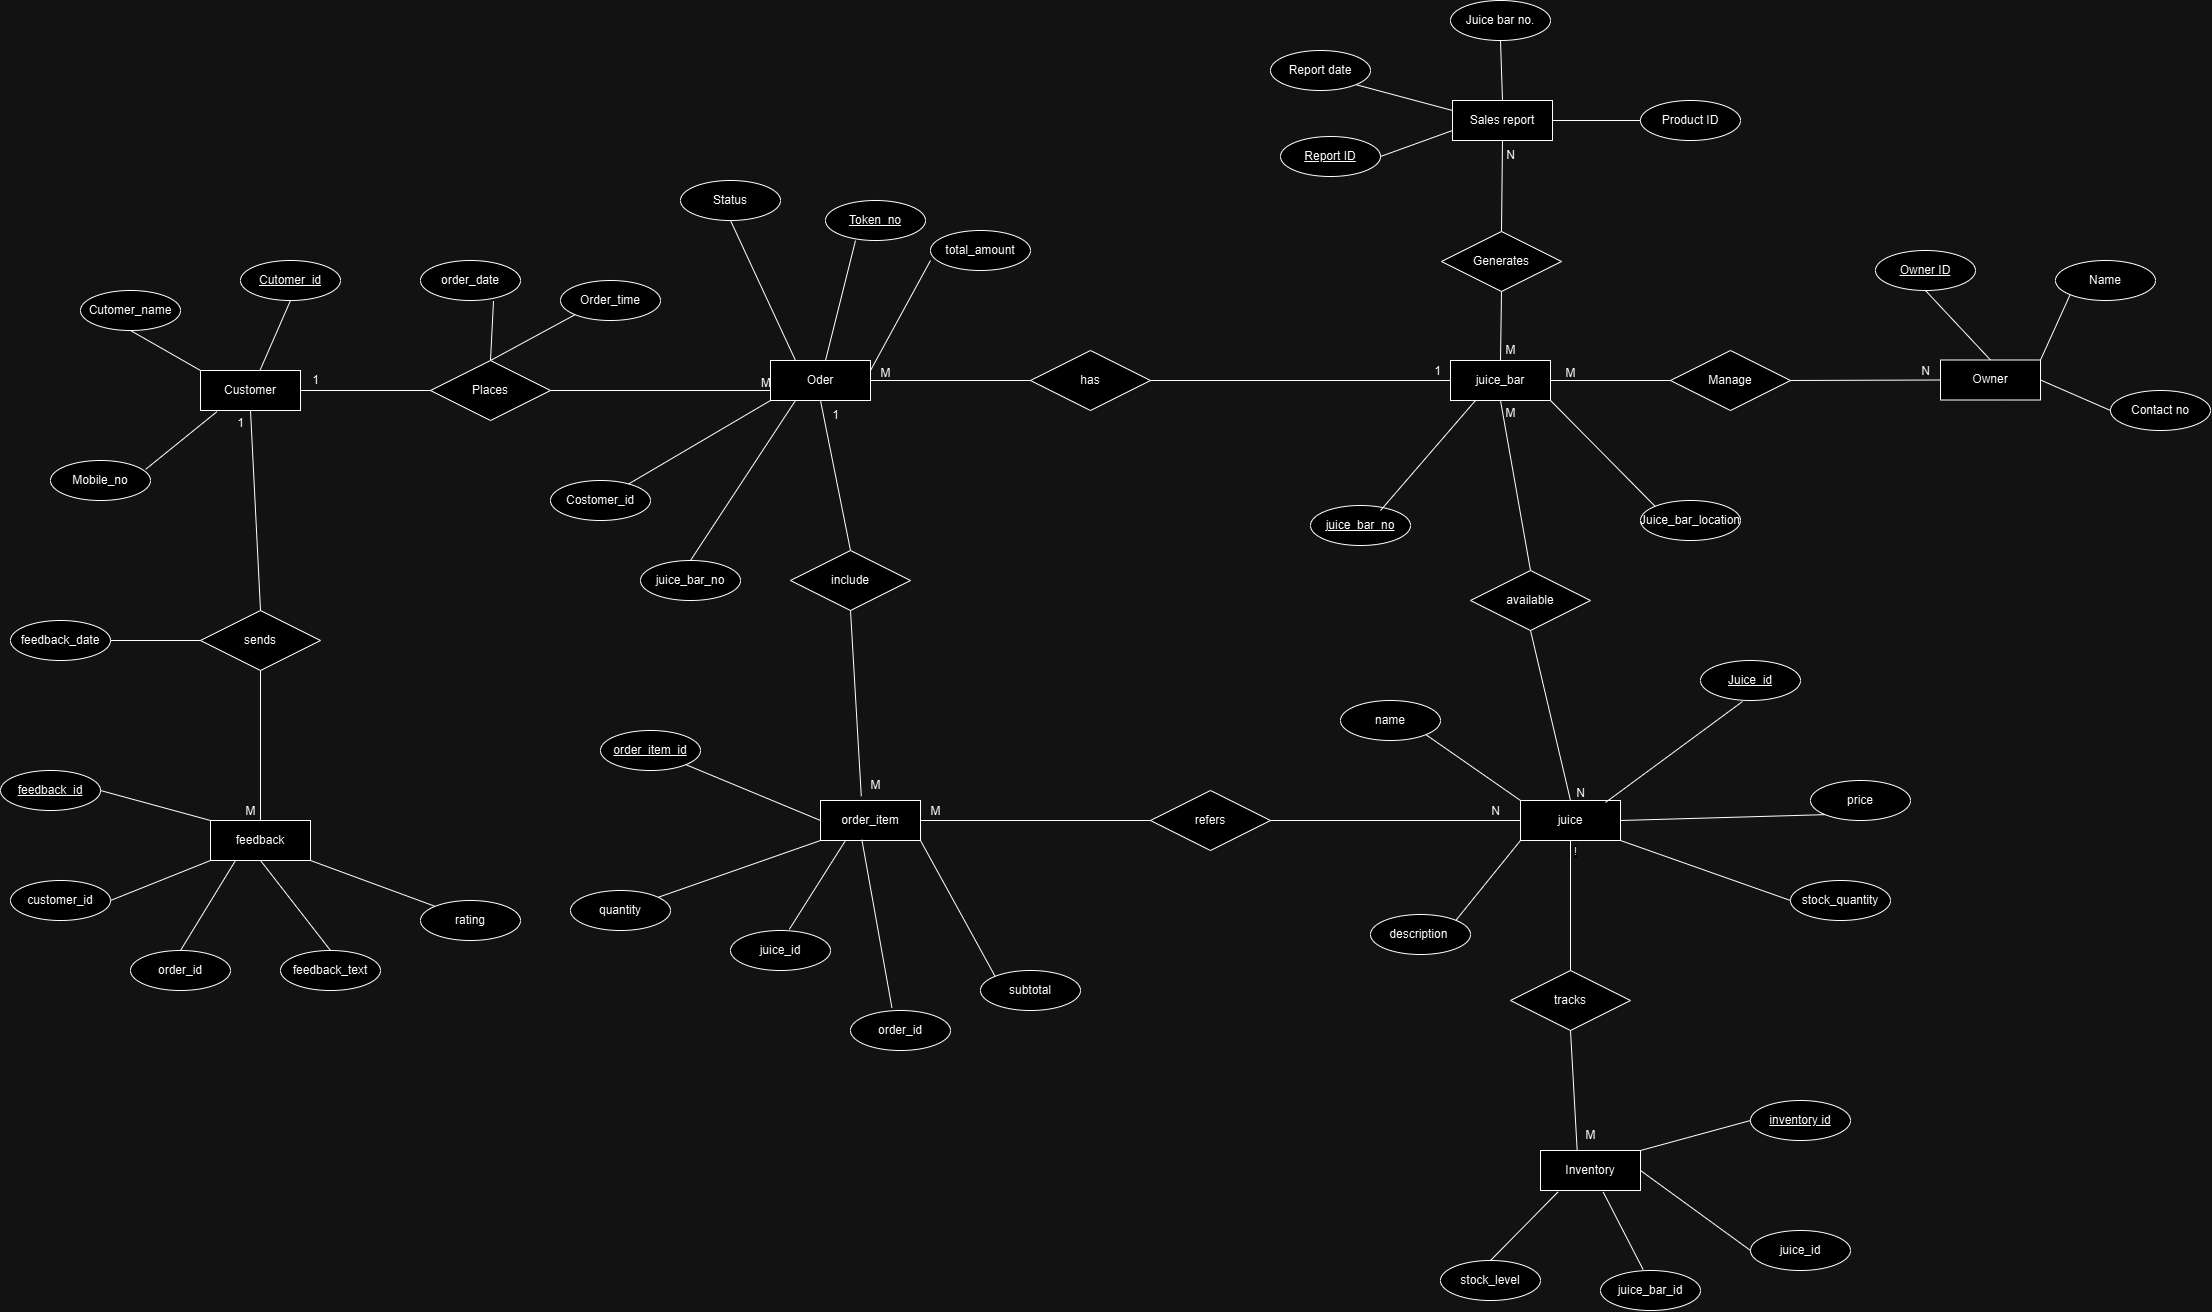 Juice bar no.
Report date
Sales report
Product ID
Report ID
N
Status
Token_no
total_amount
Generates
Cutomer_id
order_date
Order_time
Cutomer_name
Owner ID
Name
M
Customer
1
Places
M
Oder
M
has
1
juice_bar
M
Manage
N
Owner
Contact no
1
1
M
Mobile_no
Costomer_id
juice_bar_no
Juice_bar_location
juice_bar_no
include
available
feedback_date
sends
Juice_id
name
order_item_id
feedback_id
M
M
N
price
feedback
order_item
M
refers
N
juice
!
customer_id
rating
quantity
stock_quantity
description
order_id
feedback_text
juice_id
subtotal
order_id
tracks
M
inventory id
Inventory
juice_id
stock_level
juice_bar_id